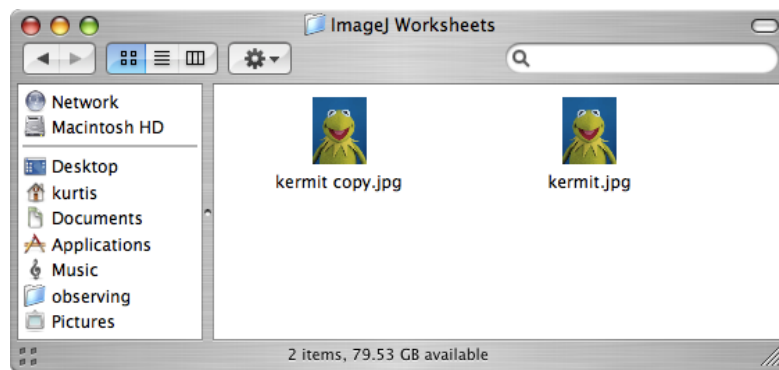 ImageJ Worksheets
Network
Macintosh HD
Desktop
kurtis
Documents
Applications
Music
observing
Pictures
kermit copy.jpg
kermit.jpg
2 items, 79.53 GB available